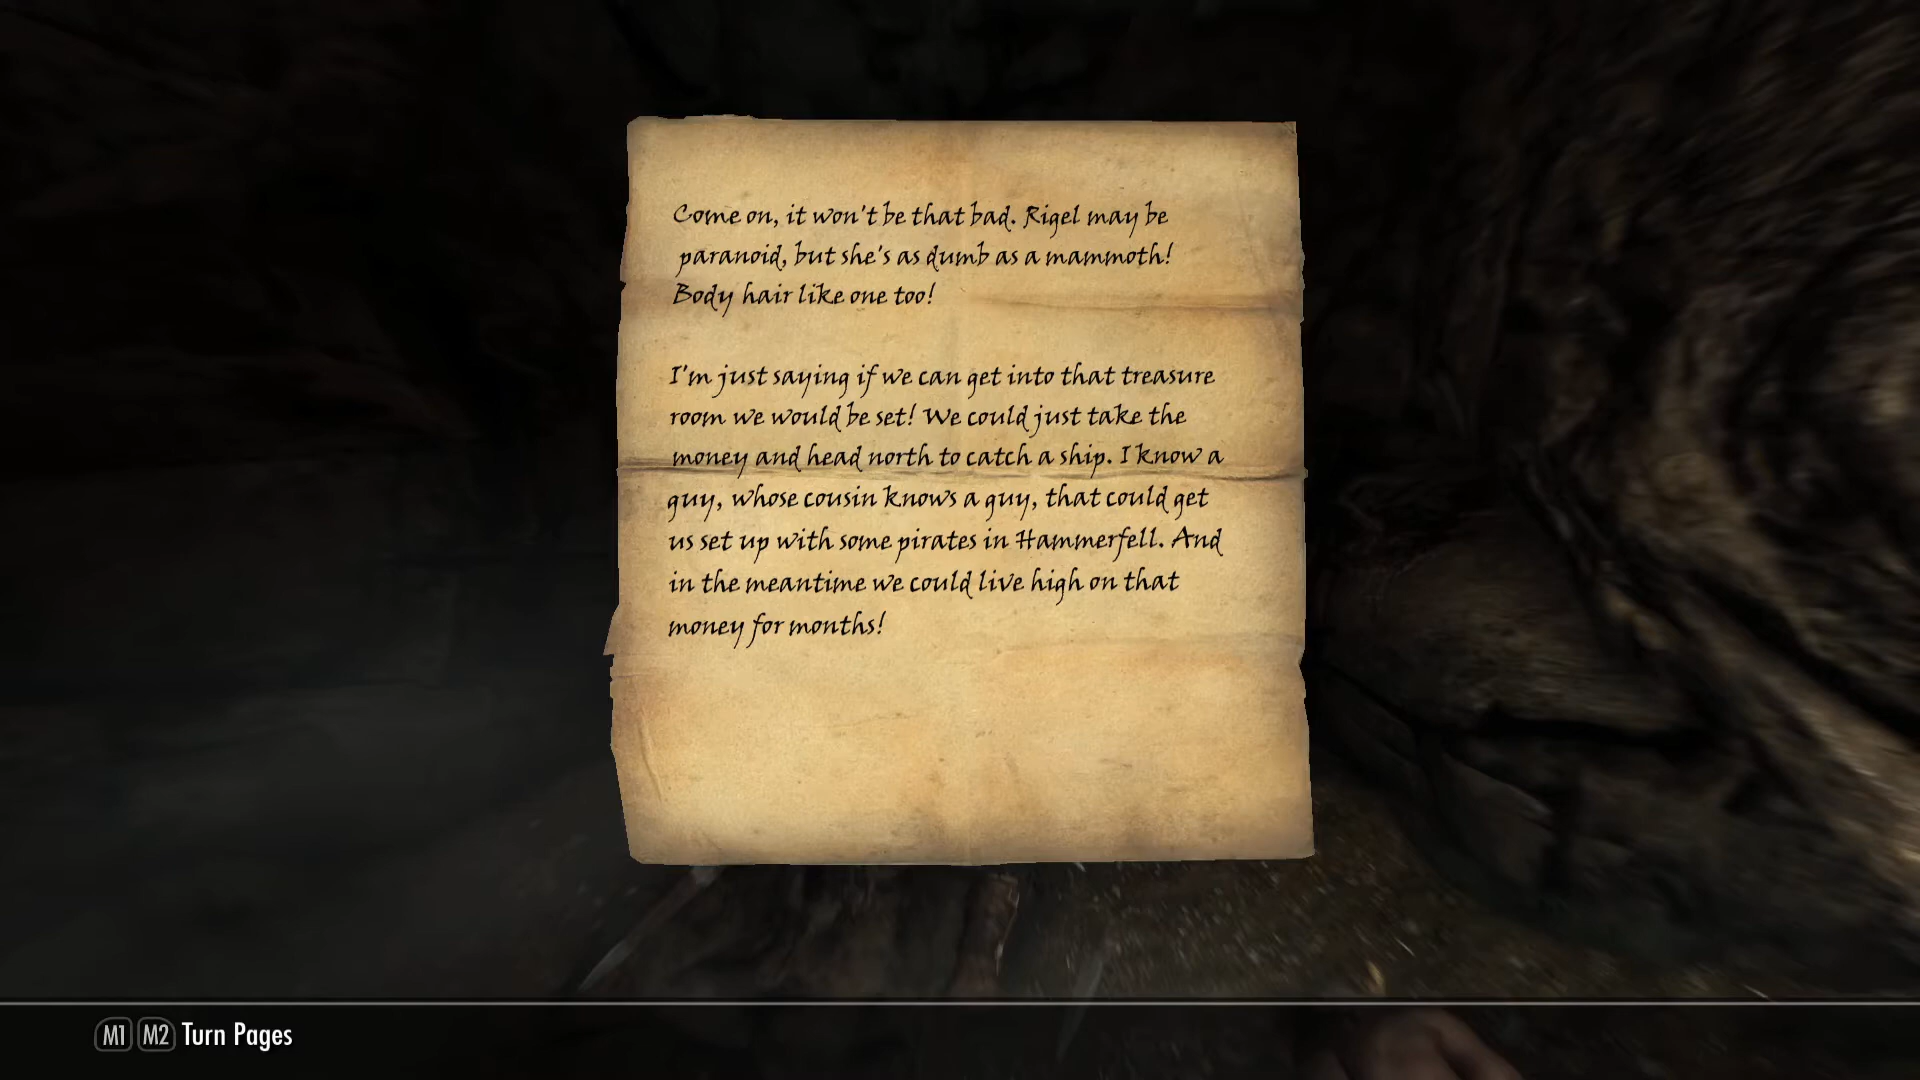 Come on, it won't be that bad. Rigel may be
paranoid, but she's as dumb as a mammoth!
Body hair like one too!
I'm just saying if we can get into that treasure
room we would be set! We could just take the
money and head north to catch a ship. I know a
guy, whose cousin knows a guy, that could get
us set up with some pirates in Hammerfell. And
in the meantime we could live high on that
money for months!
M1 M2 Turn Pages